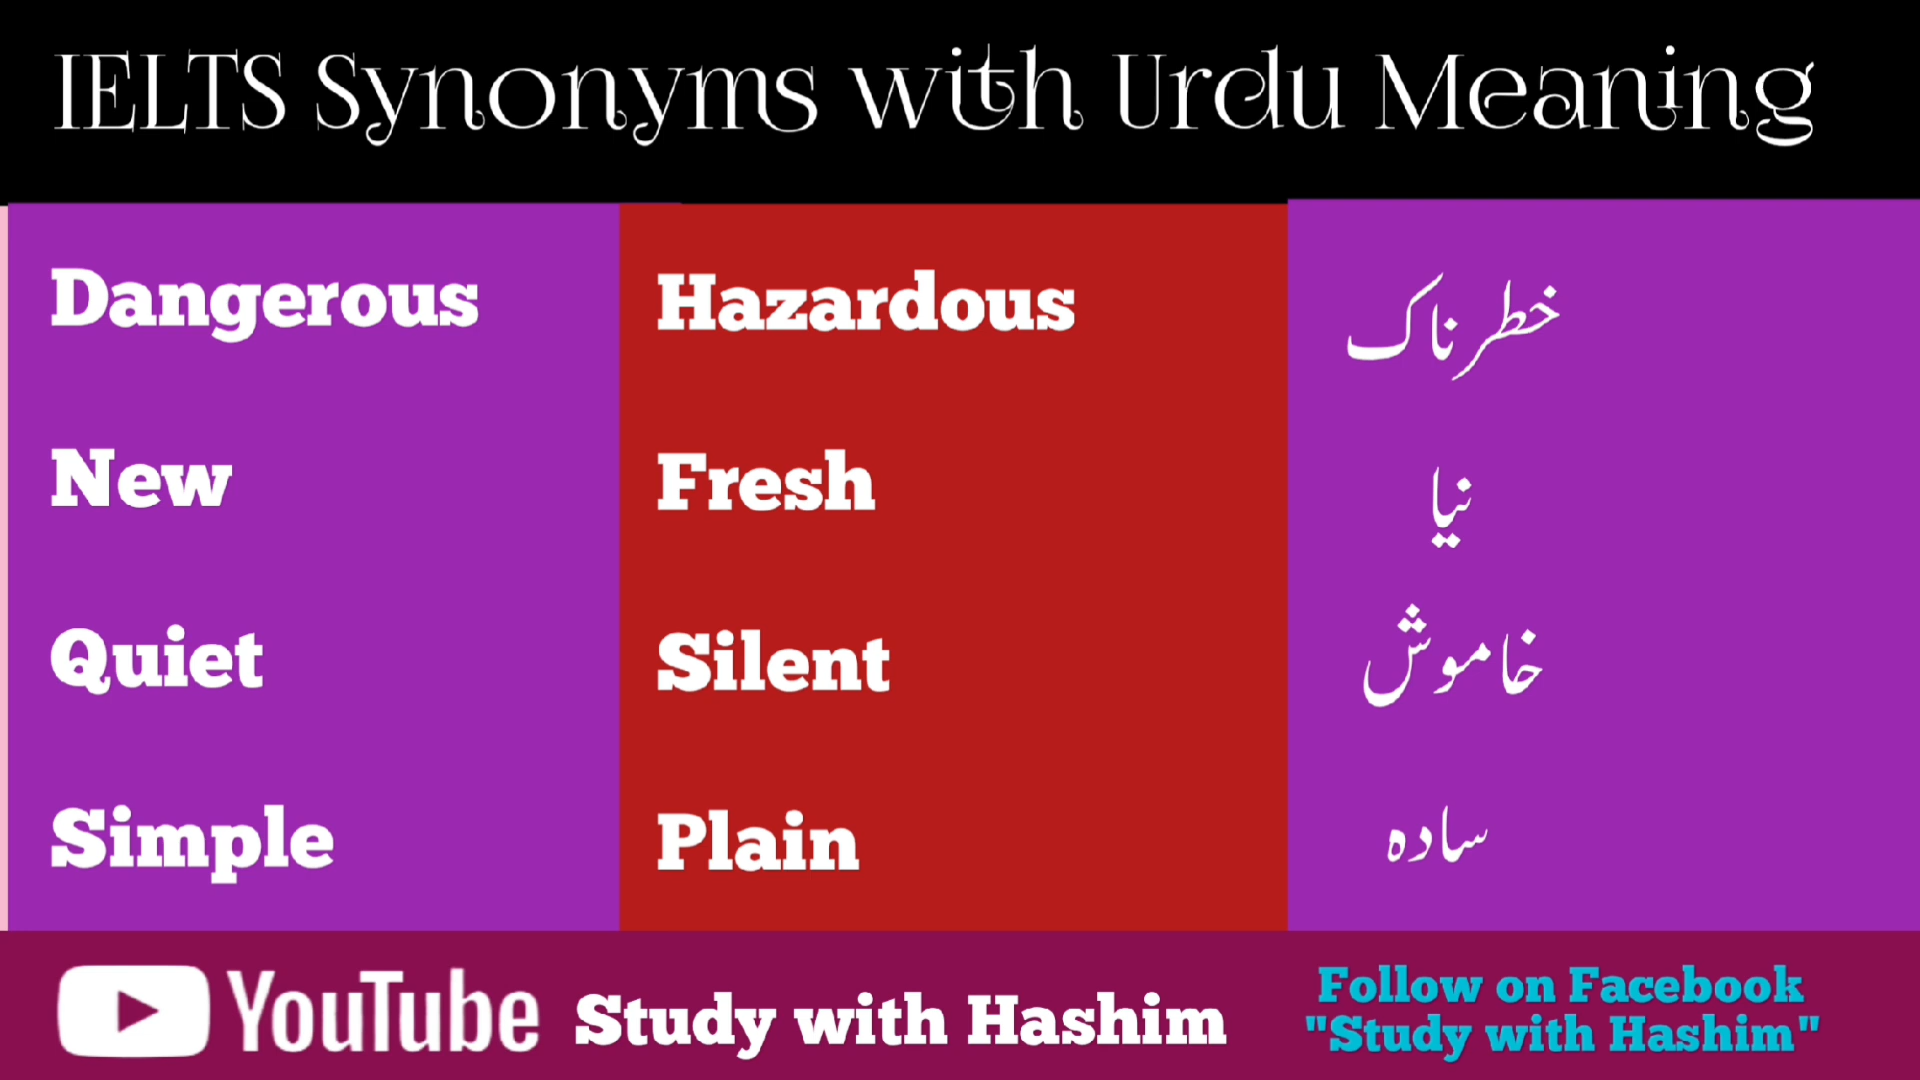 IELTS Synonyms with Urdu Meaning
Dangerous Hazardous خطرناک
New Fresh نیا
Quiet Silent خاموش
Simple Plain سادہ
YouTube Study with Hashim
Follow on Facebook
"Study with Hashim"